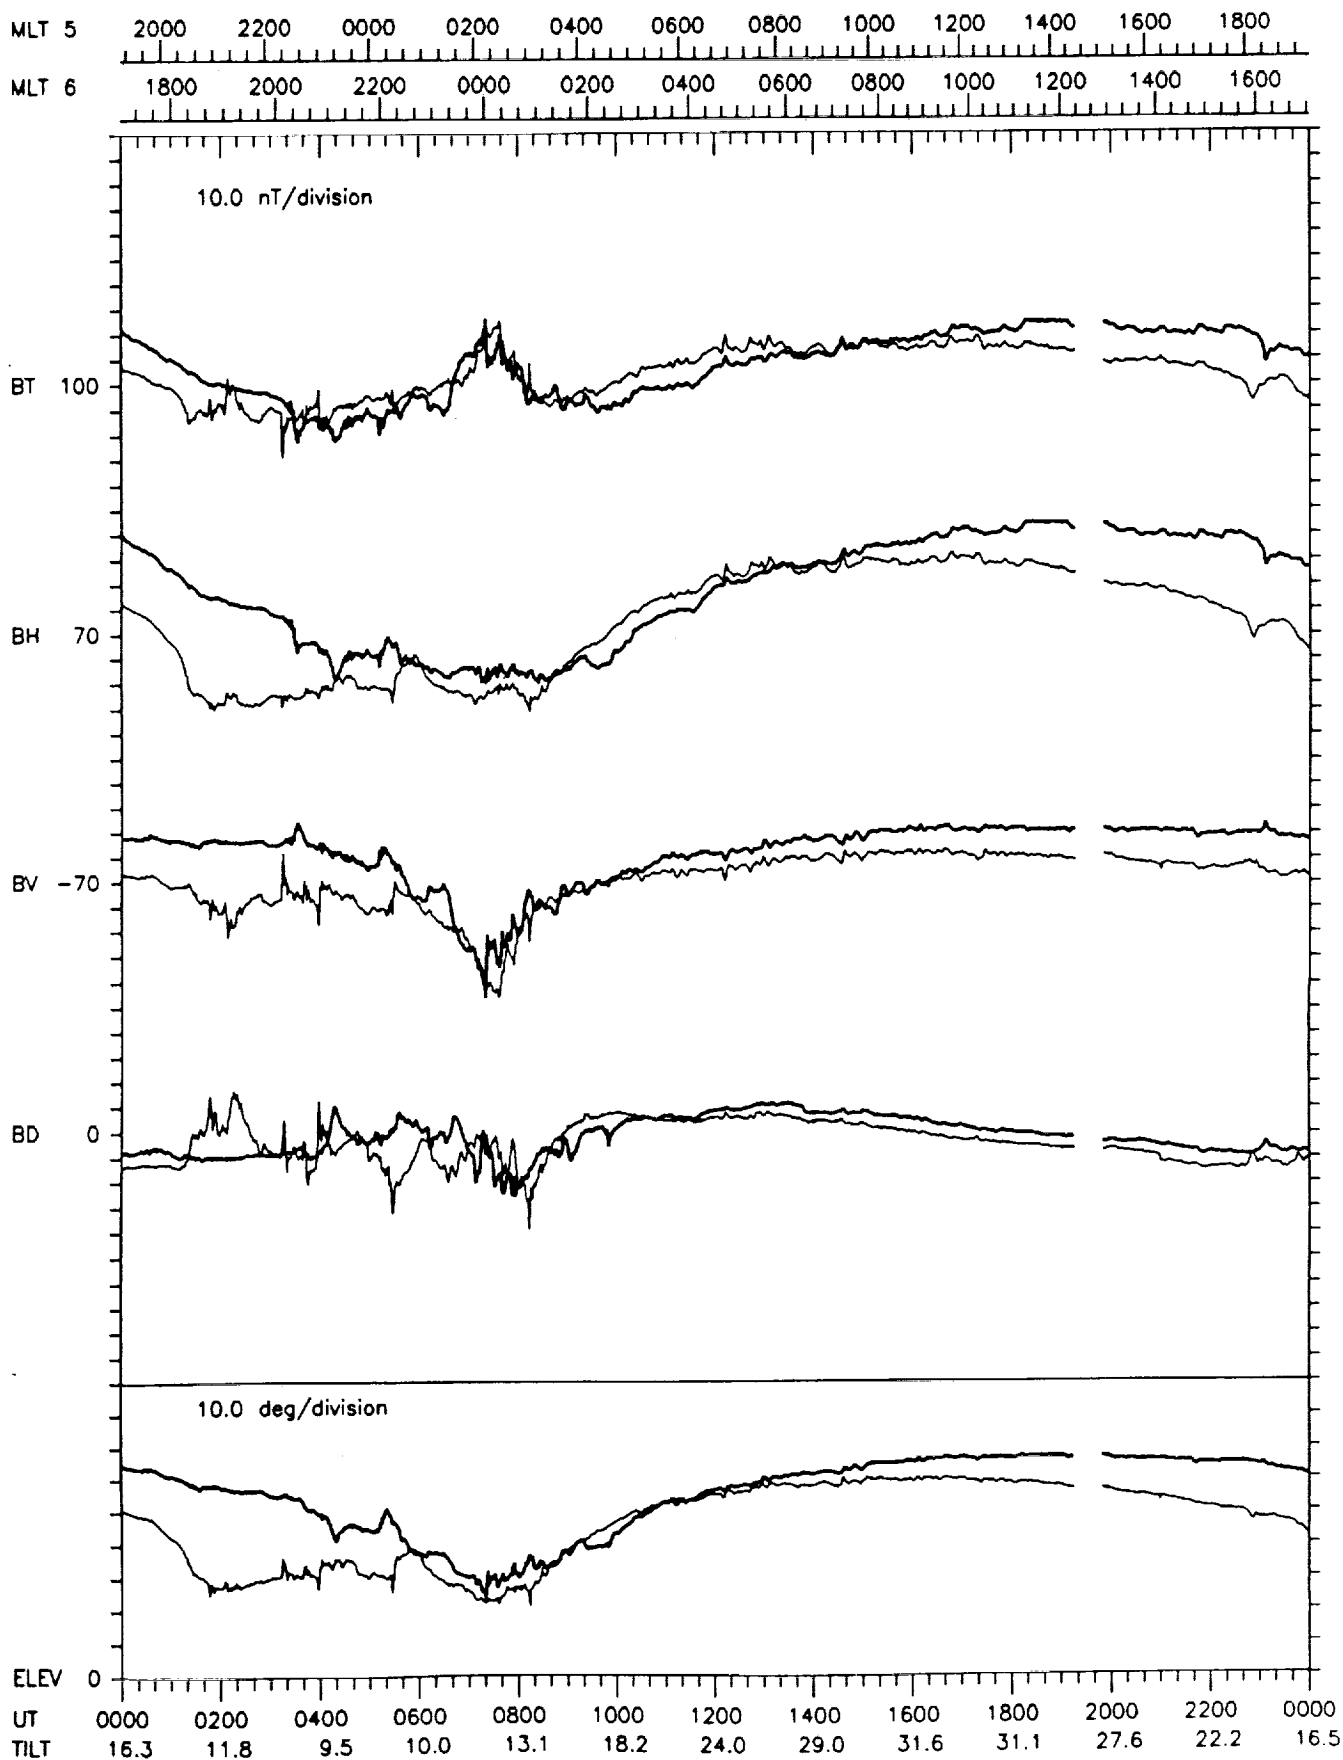 MLT 5 2000 2200 0000 0200 0400 0600 0800 1000 1200 1400 1600 1800
MLT 6 1800 2000 2200 0000 0200 0400 0600 0800 1000 1200 1400 1600
10.0 nT/division
BT 100
BH 70
BV -70
BD 0
10.0 deg/division
ELEV 0
UT 0000 0200 0400 0600 0800 1000 1200 1400 1600 1800 2000 2200 0000
TILT 16.3 11.8 9.5 10.0 13.1 18.2 24.0 29.0 31.6 31.1 27.6 22.2 16.5